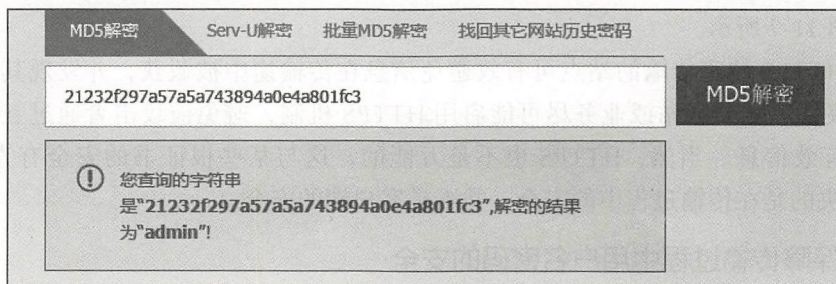 MD5解密 Serv-U解密 批量MD5解密 找回其它网站历史密码
21232f297a57a5a743894a0e4a801fc3 MD5解密
您查询的字符串
是"21232f297a57a5a743894a0e4a801fc3",解密的结果
为"admin"!